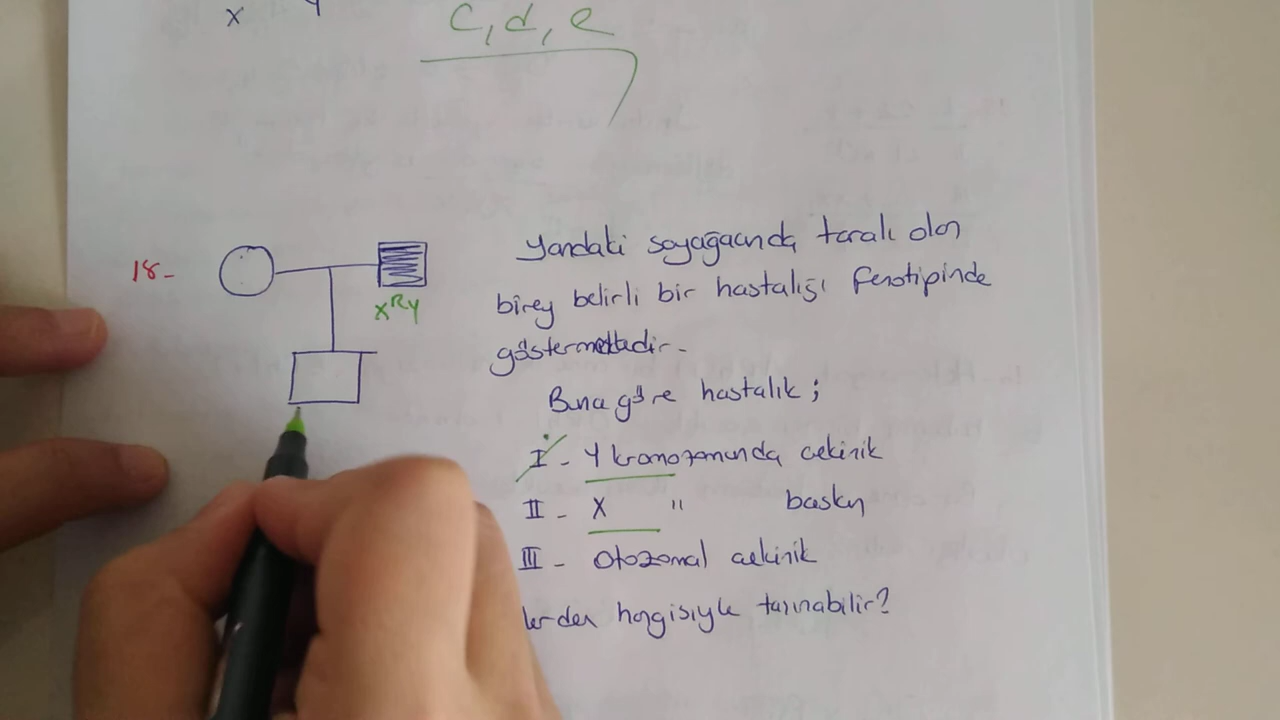 x y
c, d, e
18-
x^R y
Yandaki soyağacında taralı olan
birey belirli bir hastalığı fenotipinde
göstermektedir-
Buna göre hastalık ;
I - Y kromozomunda çekinik
II - X " baskın
III - Otozomal çekinik
lerden hangisiyle taşınabilir?